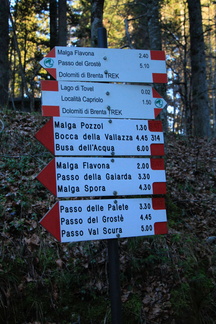 Malga Flavona 2.40
Passo del Grostè 5.10
Dolomiti di Brenta TREK
Lago di Tovel 0.02
Località Capriolo 1.50
Dolomiti di Brenta TREK
Malga Pozzol 1.30
Bocca della Vallazza 4.45 314
Busa dell'Acqua 6.00
Malga Flavona 2.00
Passo della Gaiarda 3.30
Malga Spora 4.30
Passo delle Palete 3.30
Passo del Grostè 4.45
Passo Val Scura 5.00